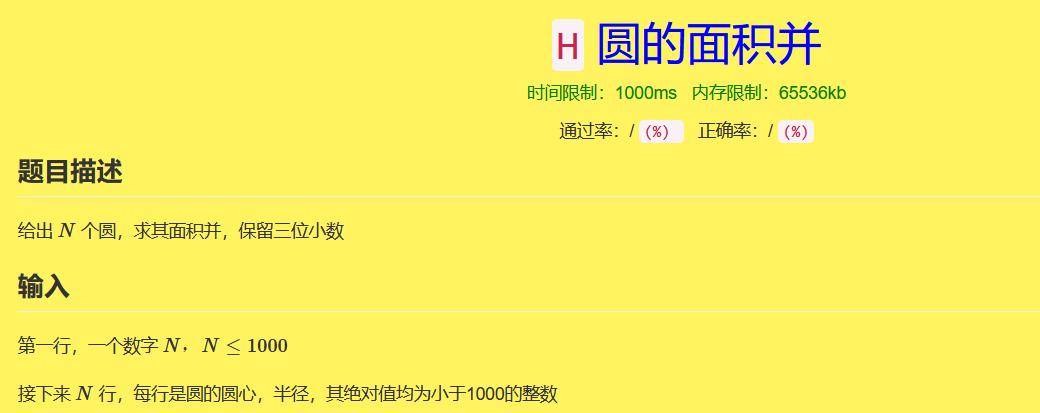 H 圆的面积并
时间限制：1000ms 内存限制：65536kb
通过率：/ (%) 正确率：/ (%)
题目描述
给出 N 个圆，求其面积并，保留三位小数
输入
第一行，一个数字 N，N ≤ 1000
接下来 N 行，每行是圆的圆心，半径，其绝对值均为小于1000的整数